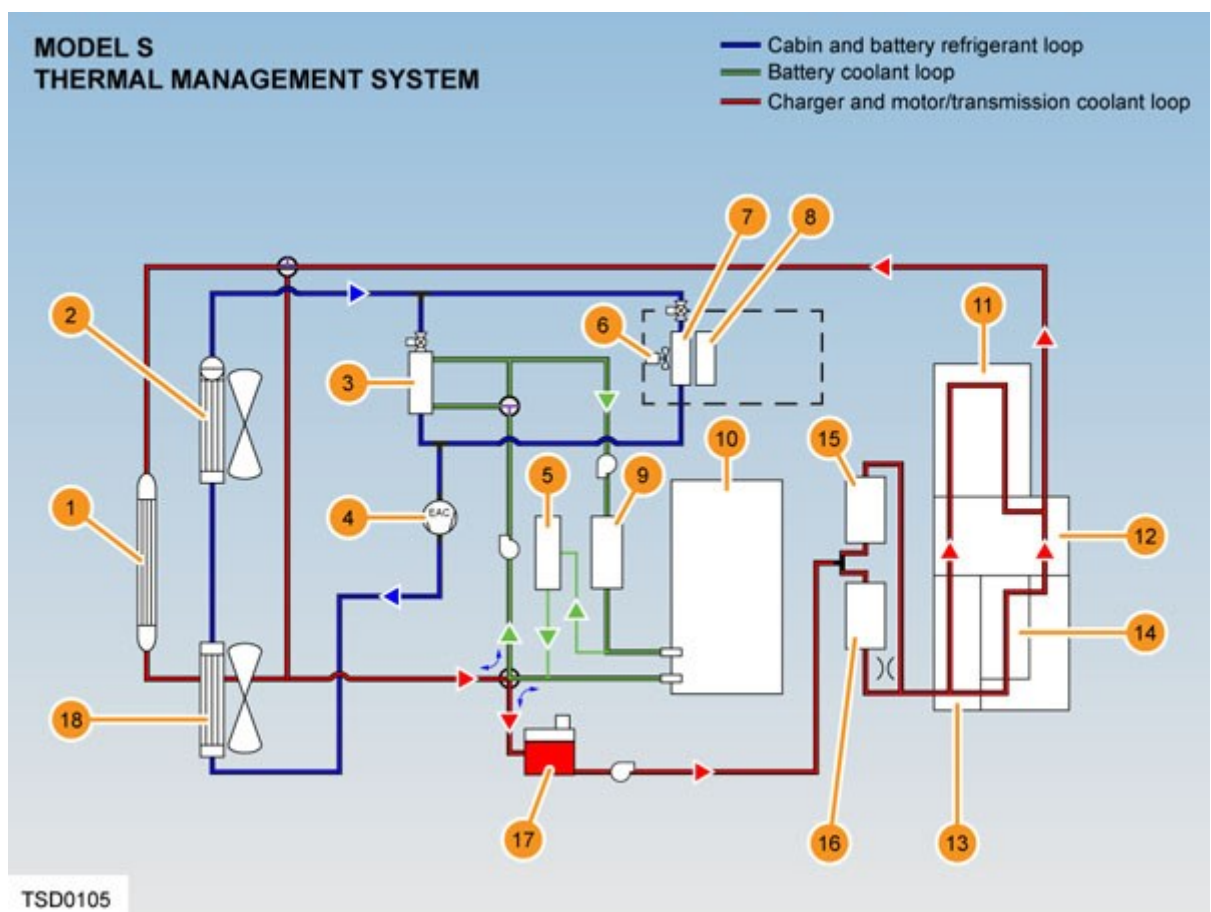 MODEL S
THERMAL MANAGEMENT SYSTEM
Cabin and battery refrigerant loop
Battery coolant loop
Charger and motor/transmission coolant loop
7
8
2
6
11
3
15
10
5
9
1
4
12
EAC
14
18
17
16
13
TSD0105